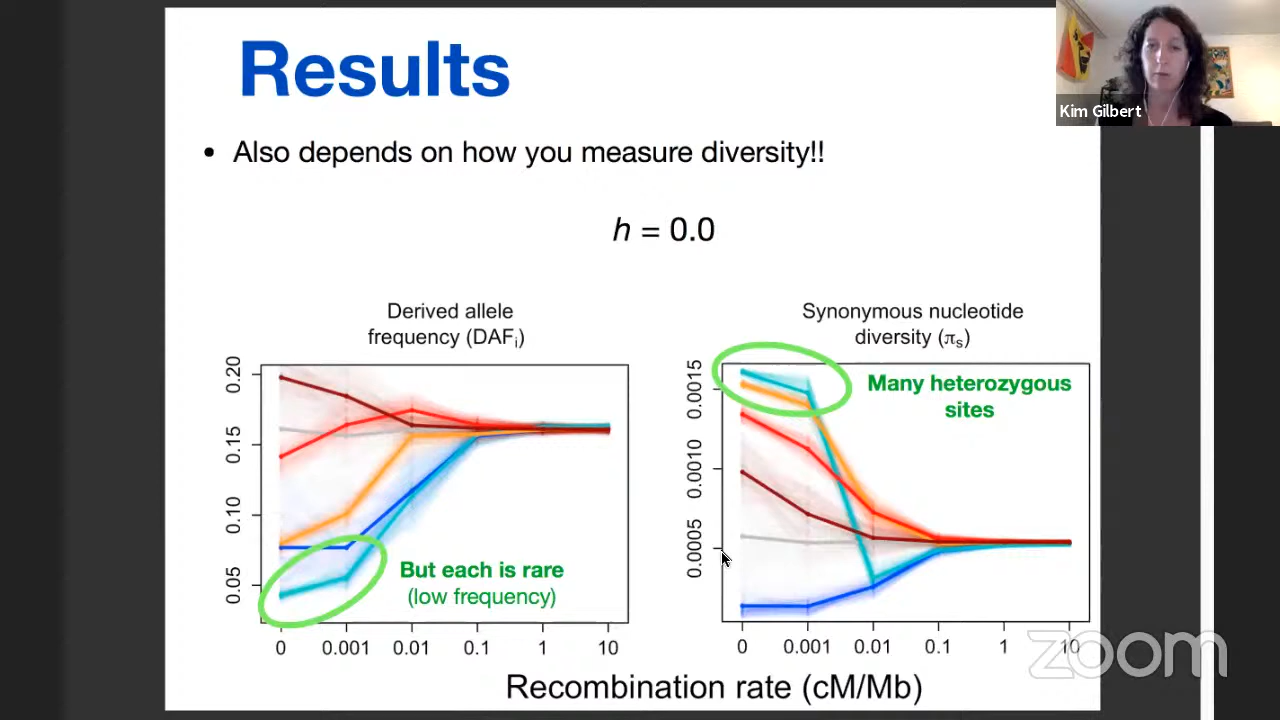 Results
Kim Gilbert
• Also depends on how you measure diversity!!
h = 0.0
Derived allele
frequency (DAFi)
0.20
0.15
0.10
0.05
But each is rare
(low frequency)
0 0.001 0.01 0.1 1 10
Synonymous nucleotide
diversity (πs)
0.0015
0.0010
0.0005
Many heterozygous
sites
0 0.001 0.01 0.1 1 10
Recombination rate (cM/Mb)
zoom